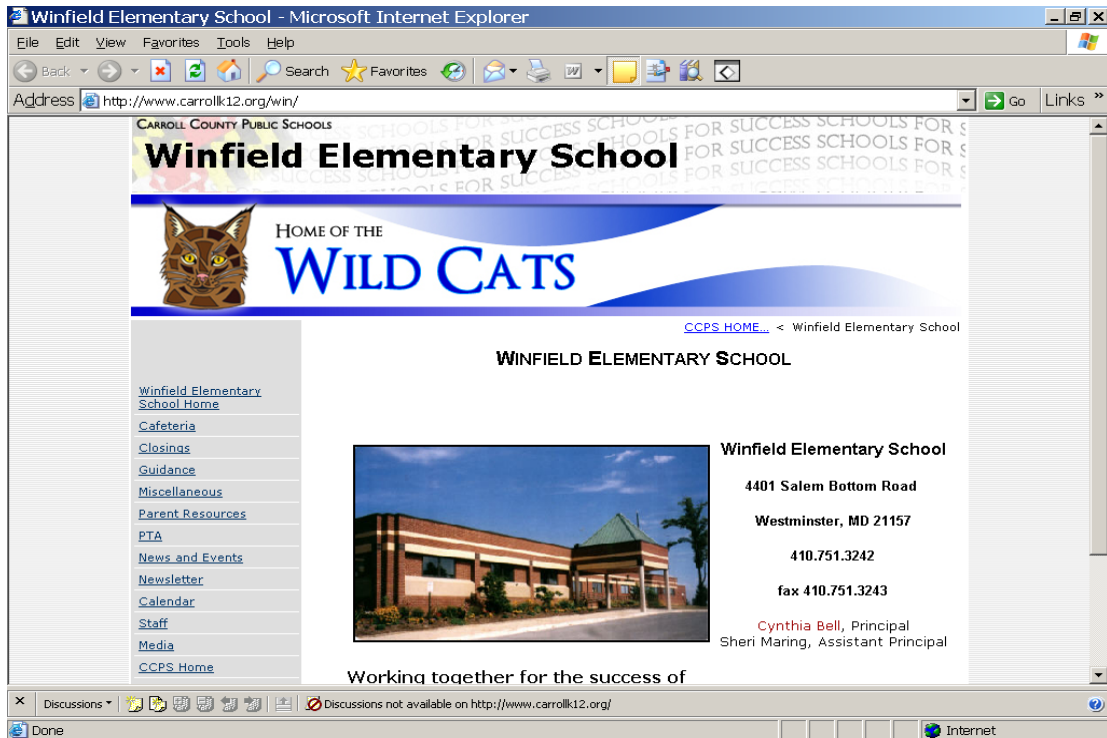 Winfield Elementary School - Microsoft Internet Explorer
File Edit View Favorites Tools Help
Back Search Favorites
Address http://www.carrollk12.org/win/ Go Links »
CARROLL COUNTY PUBLIC SCHOOLS
Winfield Elementary School
SCHOOLS FOR SUCCESS SCHOOLS FOR SUCCESS SCHOOLS FOR S
HOME OF THE
WILD CATS
CCPS HOME... < Winfield Elementary School
WINFIELD ELEMENTARY SCHOOL
Winfield Elementary
School Home
Cafeteria
Closings
Guidance
Miscellaneous
Parent Resources
PTA
News and Events
Newsletter
Calendar
Staff
Media
CCPS Home
Winfield Elementary School
4401 Salem Bottom Road
Westminster, MD 21157
410.751.3242
fax 410.751.3243
Cynthia Bell, Principal
Sheri Maring, Assistant Principal
Working together for the success of
Discussions Discussions not available on http://www.carrollk12.org/
Done Internet